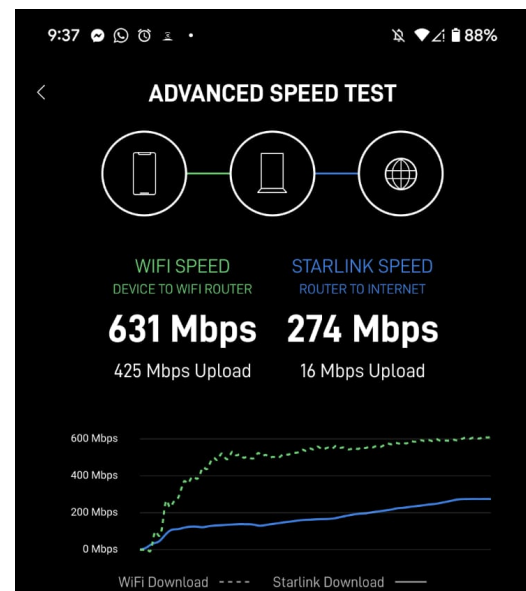 9:37 88%
ADVANCED SPEED TEST
WIFI SPEED STARLINK SPEED
DEVICE TO WIFI ROUTER ROUTER TO INTERNET
631 Mbps 274 Mbps
425 Mbps Upload 16 Mbps Upload
600 Mbps
400 Mbps
200 Mbps
0 Mbps
WiFi Download Starlink Download